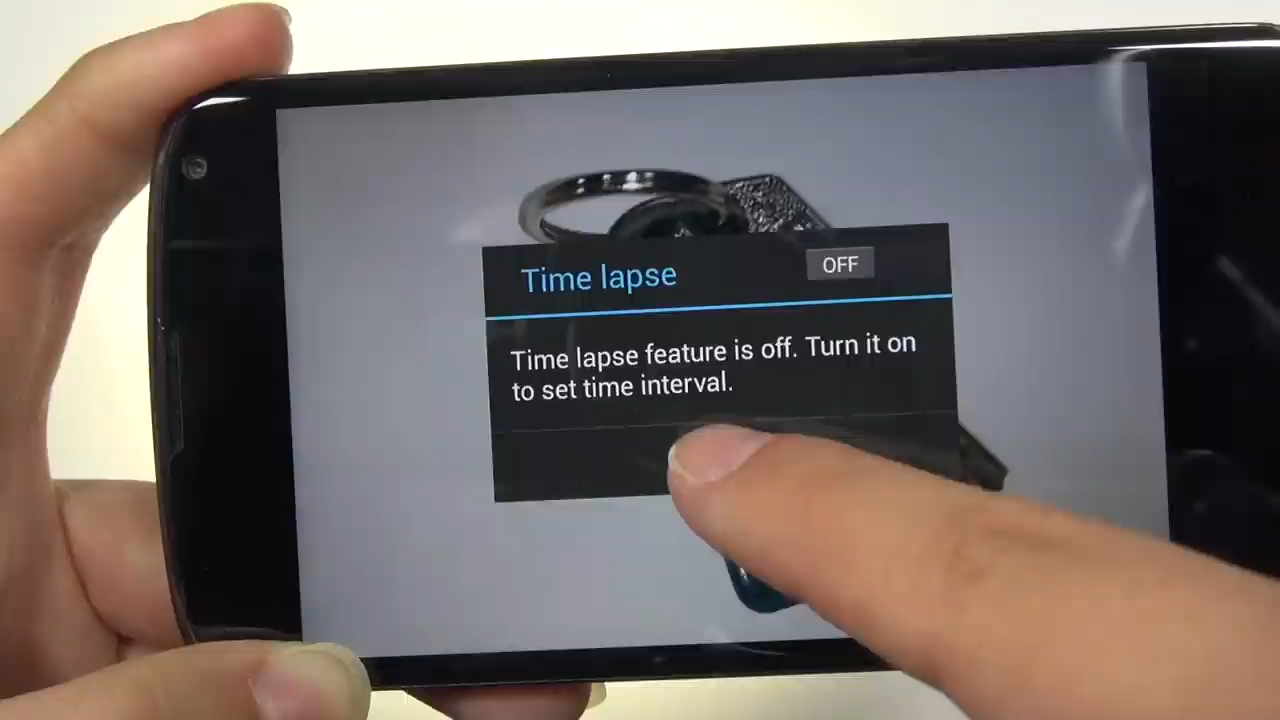 Time lapse
OFF
Time lapse feature is off. Turn it on
to set time interval.